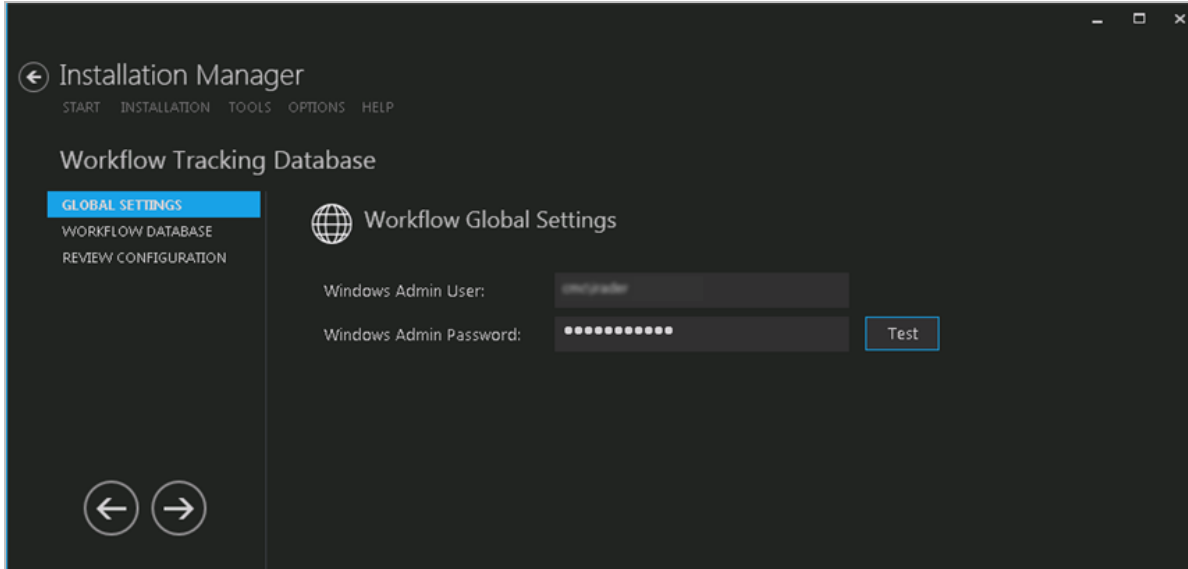 Installation Manager
START INSTALLATION TOOLS OPTIONS HELP
Workflow Tracking Database
GLOBAL SETTINGS
WORKFLOW DATABASE
REVIEW CONFIGURATION
Workflow Global Settings
Windows Admin User:
Windows Admin Password:
Test